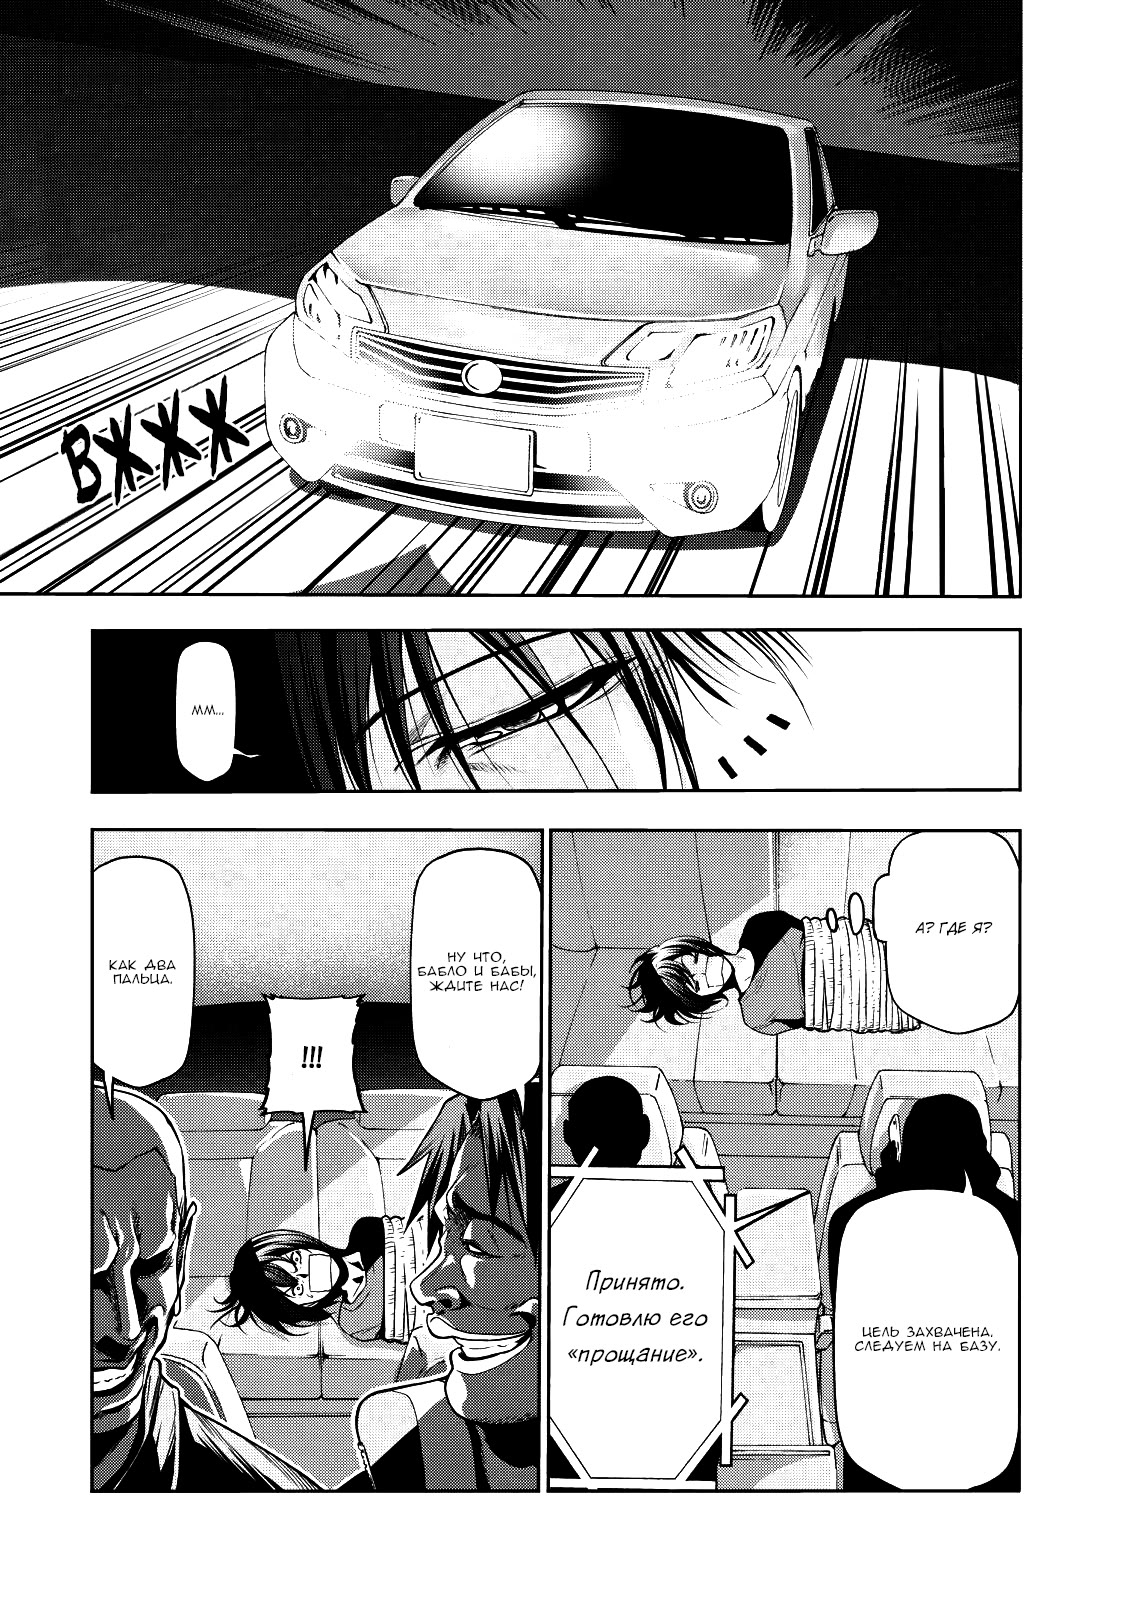 ВЖЖЖ
ММ...
А? ГДЕ Я?
ЦЕЛЬ ЗАХВАЧЕНА.
СЛЕДУЕМ НА БАЗУ.
Принято.
Готовлю его
«прощание».
НУ ЧТО,
БАБЛО И БАБЫ,
ЖДИТЕ НАС!
!!!
КАК ДВА
ПАЛЬЦА.